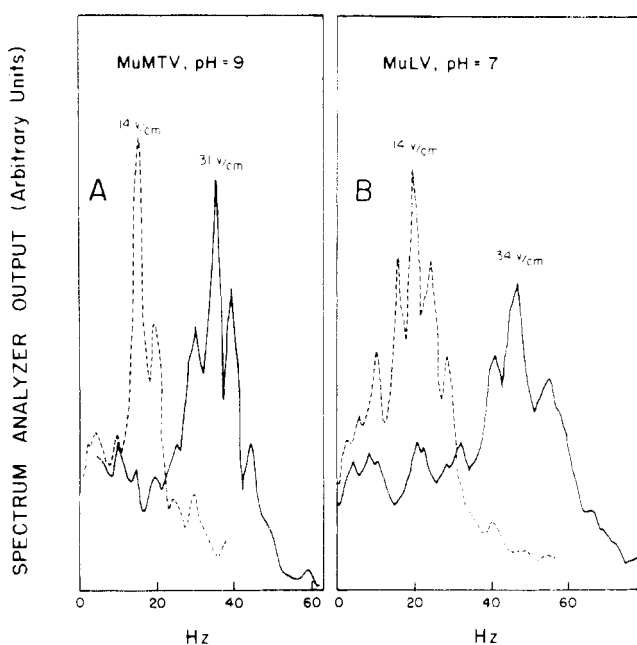 SPECTRUM ANALYZER OUTPUT (Arbitrary Units)
MuMTV, pH = 9
14 v/cm
31 v/cm
A
0 20 40 60
Hz
MuLV, pH = 7
14 v/cm
34 v/cm
B
0 20 40 60
Hz